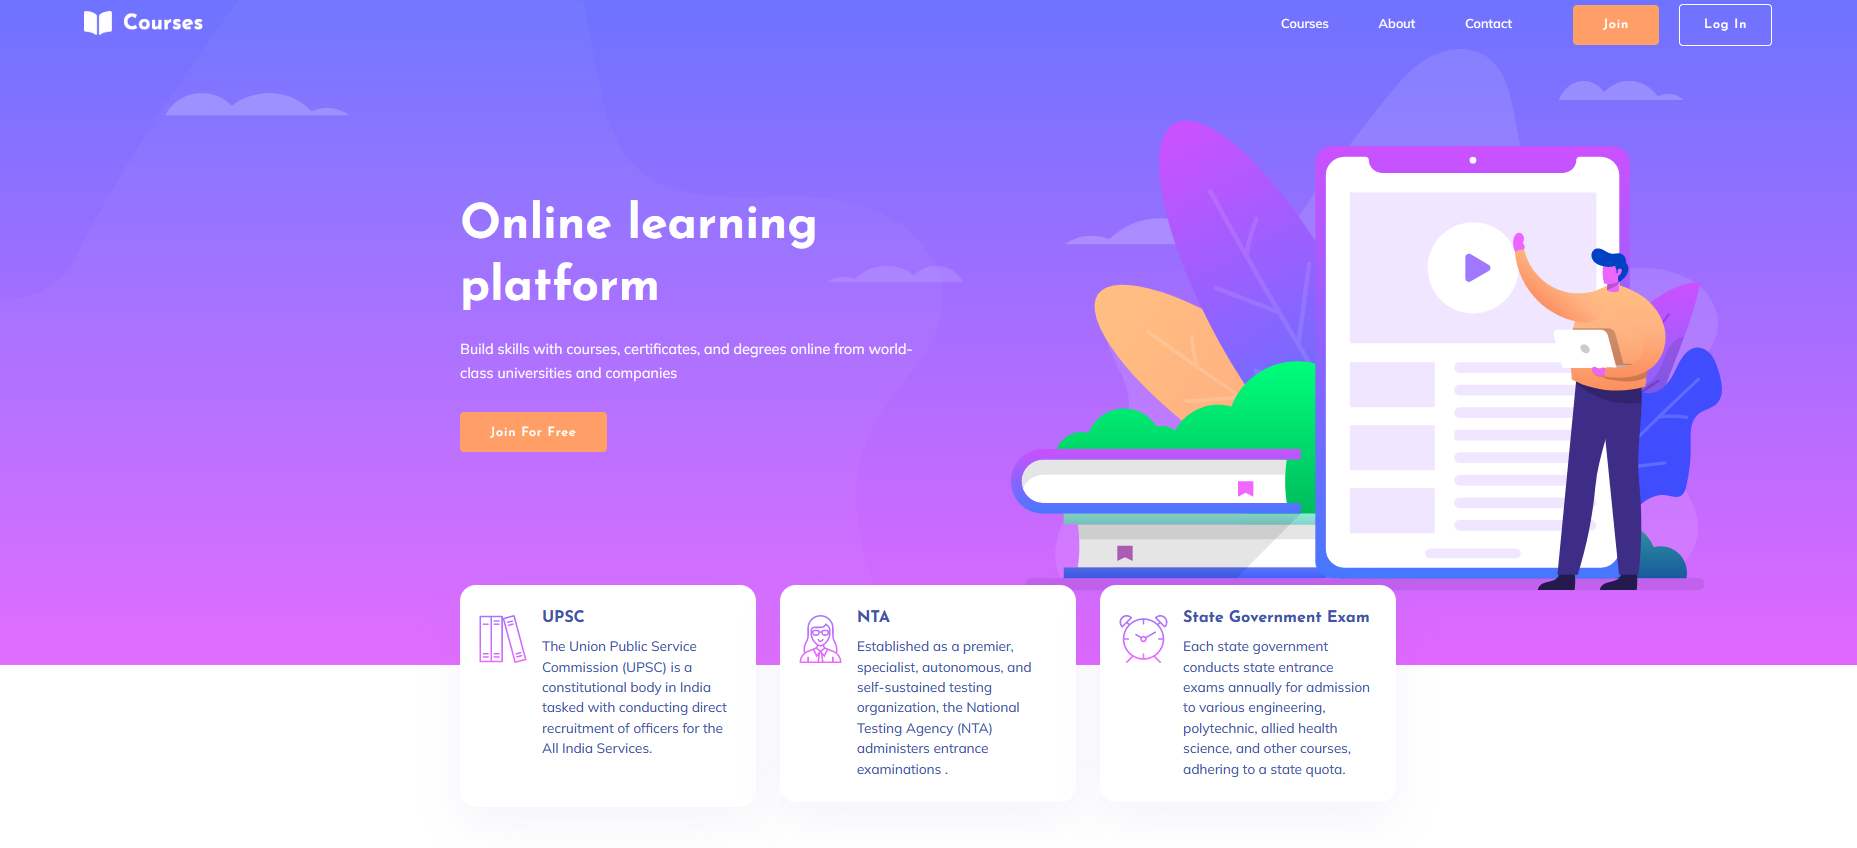 Courses
Courses About Contact Join Log In
Online learning
platform
Build skills with courses, certificates, and degrees online from world-
class universities and companies
Join For Free
UPSC
The Union Public Service
Commission (UPSC) is a
constitutional body in India
tasked with conducting direct
recruitment of officers for the
All India Services.
NTA
Established as a premier,
specialist, autonomous, and
self-sustained testing
organization, the National
Testing Agency (NTA)
administers entrance
examinations .
State Government Exam
Each state government
conducts state entrance
exams annually for admission
to various engineering,
polytechnic, allied health
science, and other courses,
adhering to a state quota.